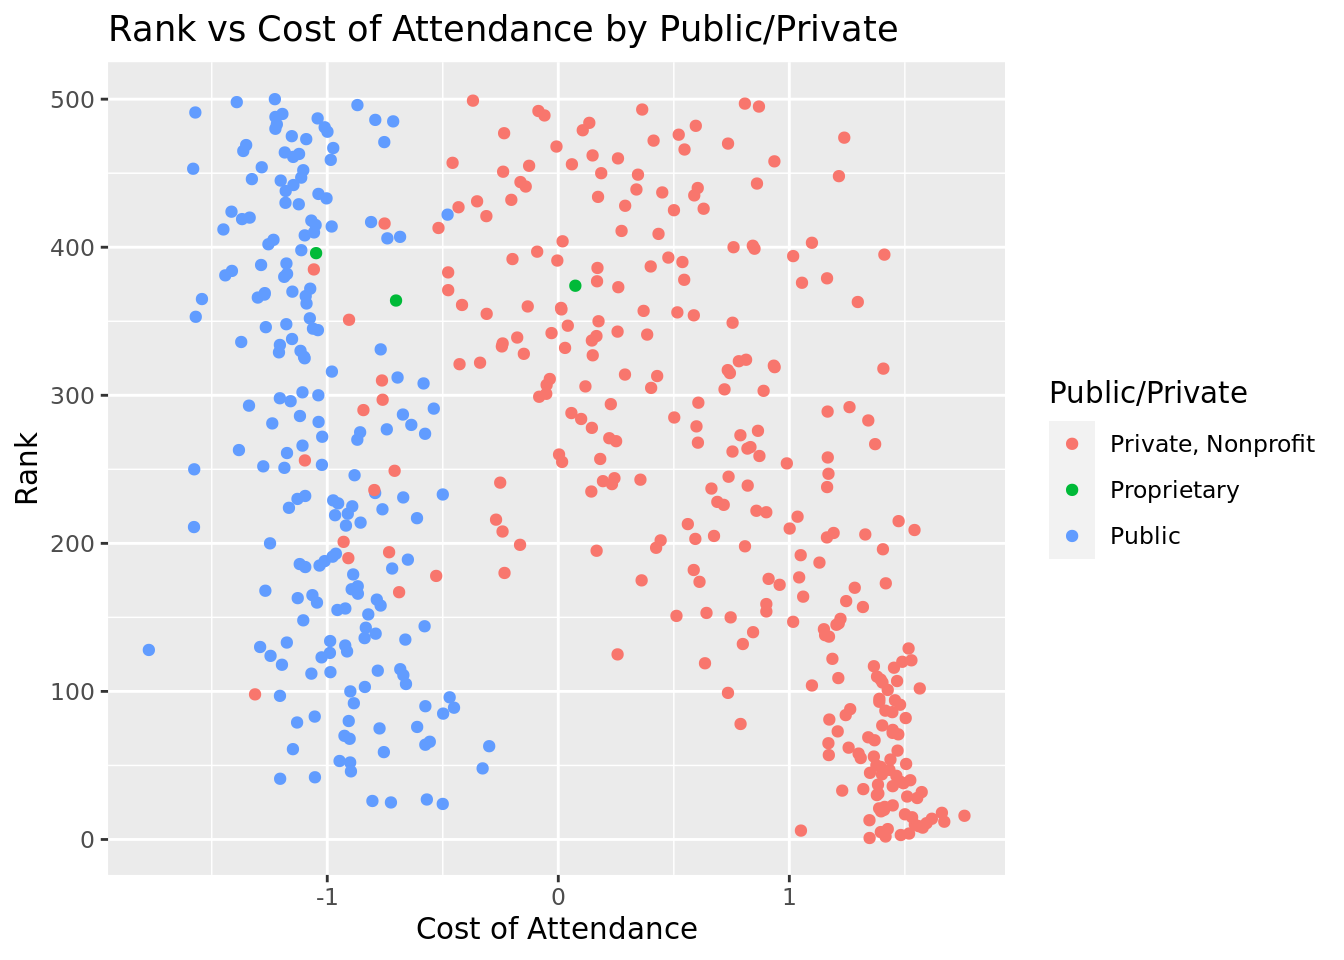 Rank vs Cost of Attendance by Public/Private
500
400
300
200
100
0
Rank
-1
0
1
Cost of Attendance
Public/Private
Private, Nonprofit
Proprietary
Public